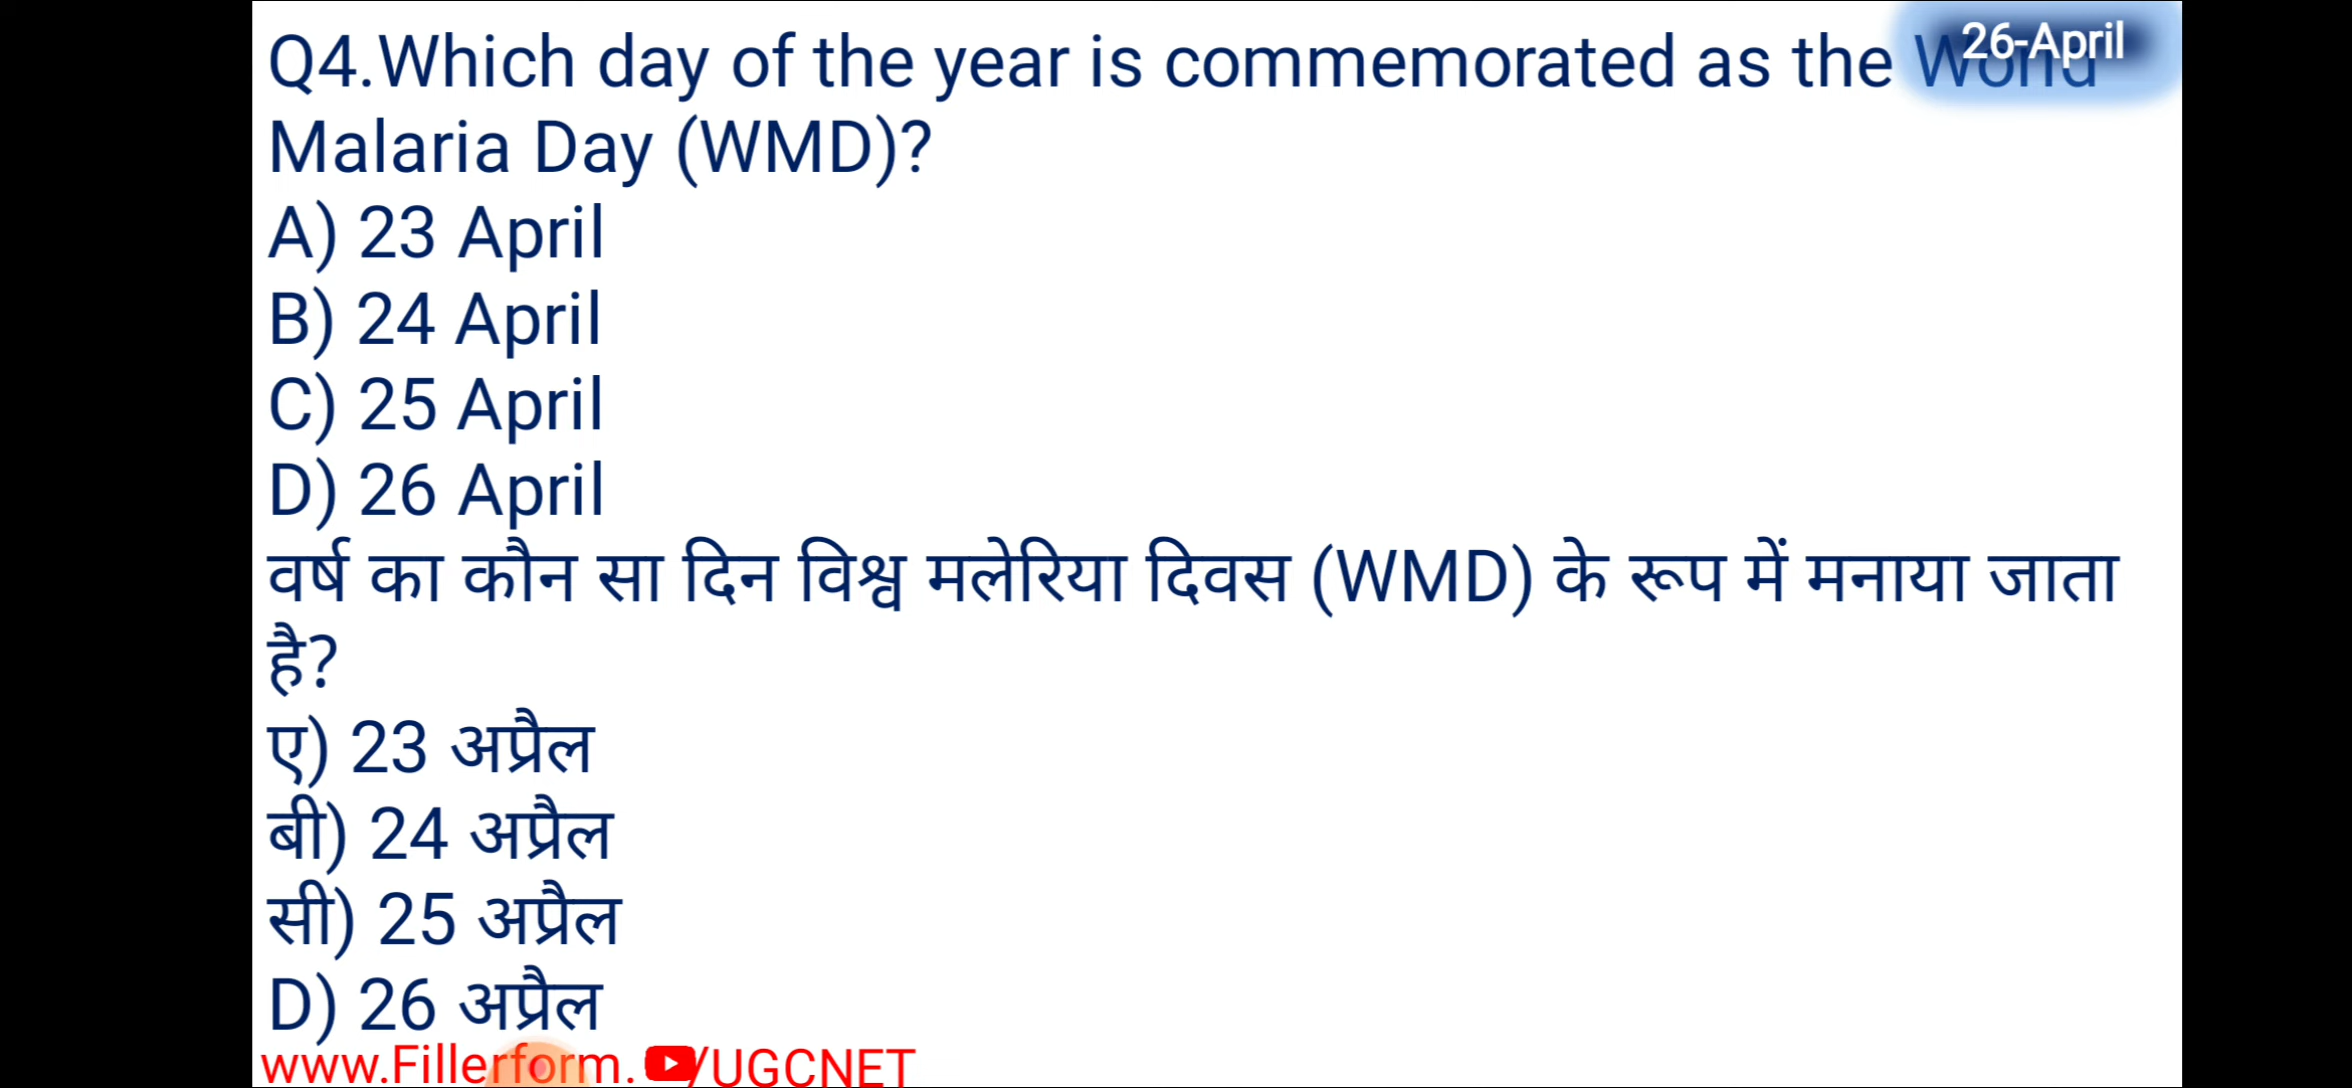 26-April
Q4.Which day of the year is commemorated as the World
Malaria Day (WMD)?
A) 23 April
B) 24 April
C) 25 April
D) 26 April
वर्ष का कौन सा दिन विश्व मलेरिया दिवस (WMD) के रूप में मनाया जाता
है?
ए) 23 अप्रैल
बी) 24 अप्रैल
सी) 25 अप्रैल
D) 26 अप्रैल
www.Fillerform. /UGCNET